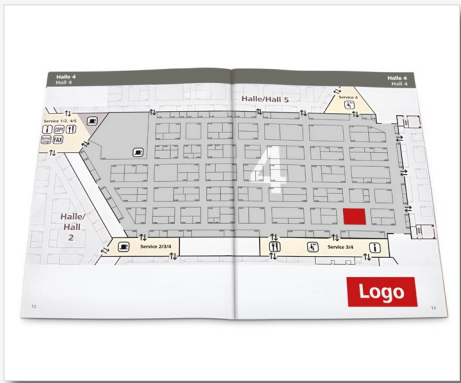 Halle 4
Hall 4
Halle 4
Hall 4
Halle/Hall 5
Service 4
Service 1/2, 4/5
FAX
4
Halle/
Hall
2
Service 2/3/4
Service 3/4
Logo
12
13